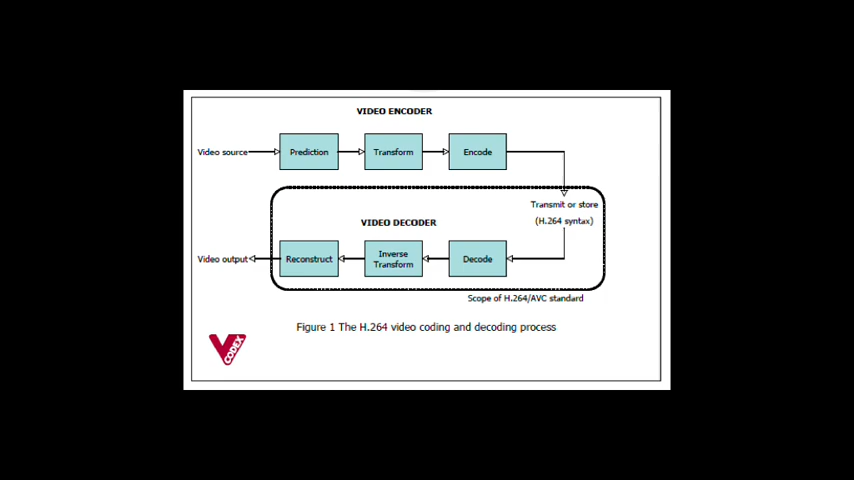 VIDEO ENCODER
Video source
Prediction
Transform
Encode
Transmit or store
(H.264 syntax)
VIDEO DECODER
Video output
Reconstruct
Inverse
Transform
Decode
Scope of H.264/AVC standard
Figure 1 The H.264 video coding and decoding process
VCODEX